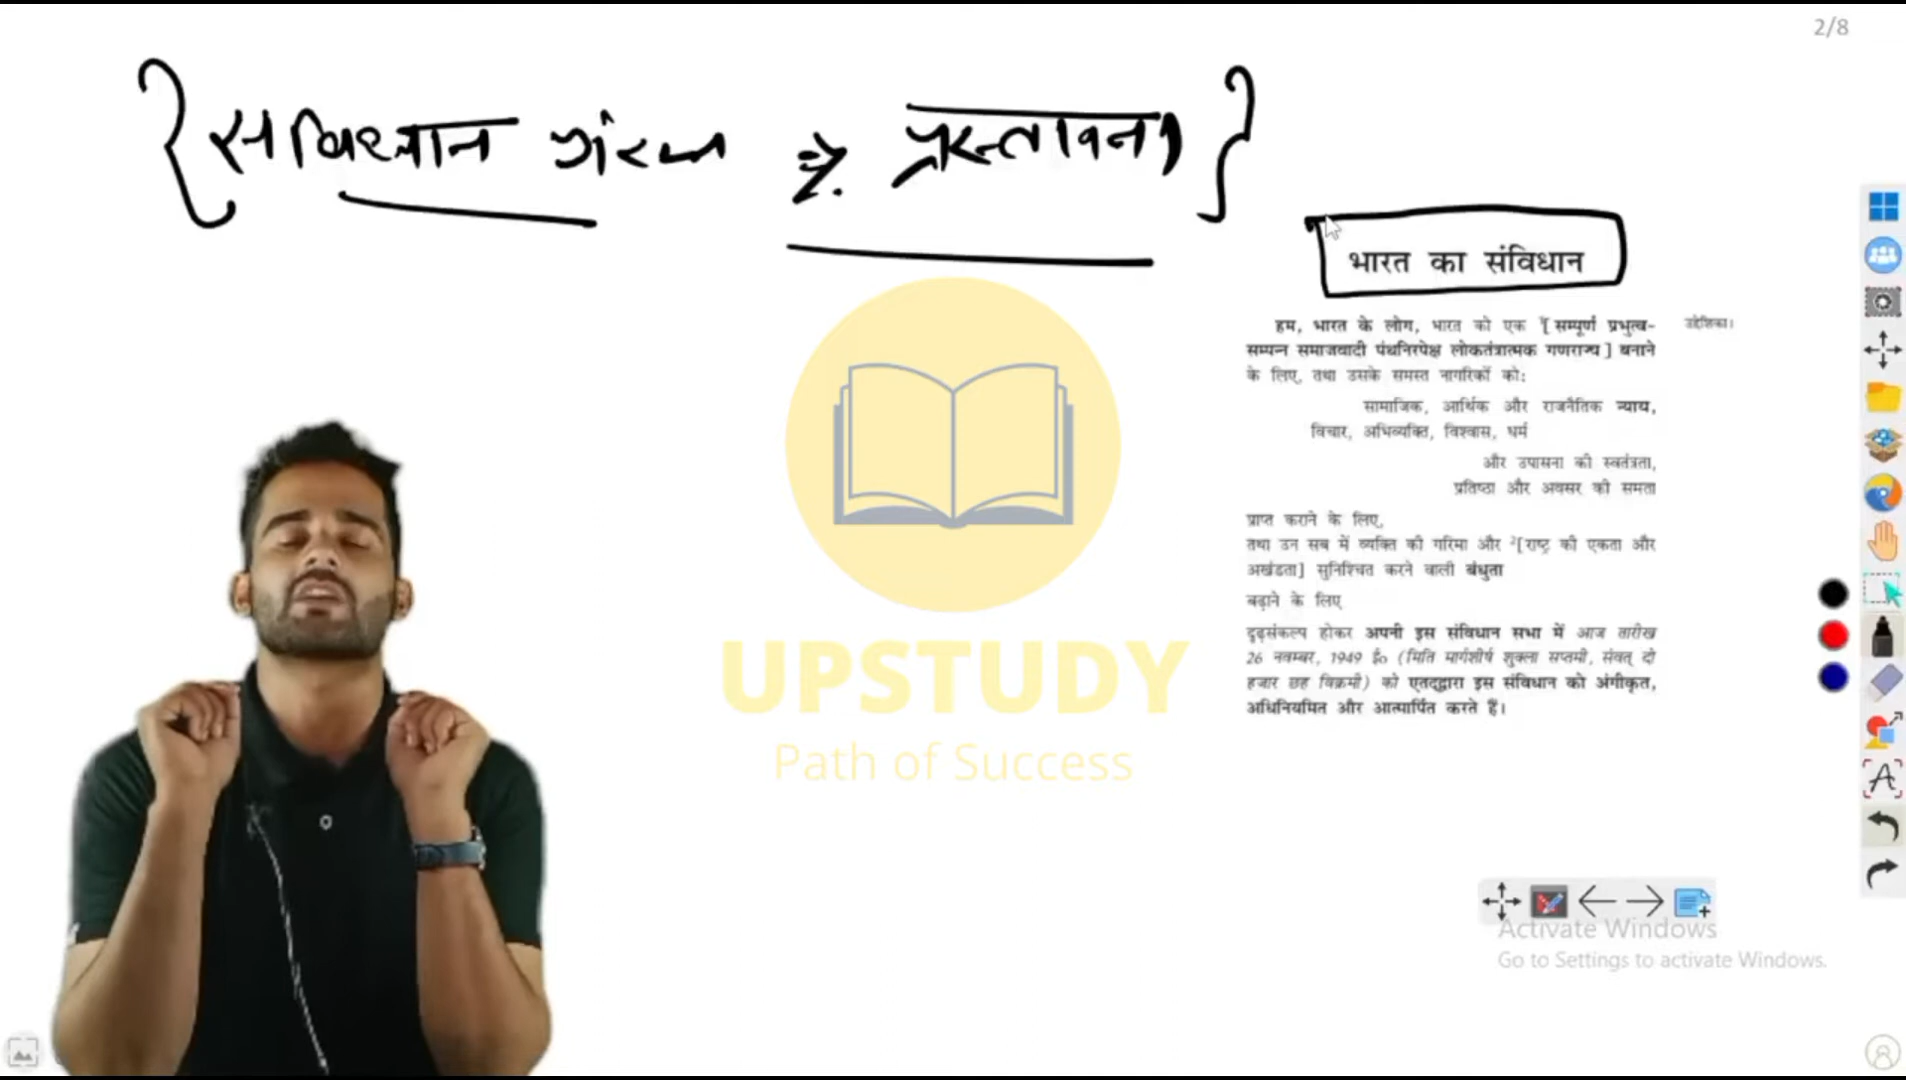 2/8
संविधान प्रस्तावना
भारत का संविधान
हम, भारत के लोग, भारत को एक ¹[सम्पूर्ण प्रभुत्व-
सम्पन्न समाजवादी पंथनिरपेक्ष लोकतंत्रात्मक गणराज्य] बनाने
के लिए, तथा उसके समस्त नागरिकों को:
उद्देशिका।
सामाजिक, आर्थिक और राजनैतिक न्याय,
विचार, अभिव्यक्ति, विश्वास, धर्म
और उपासना की स्वतंत्रता,
प्रतिष्ठा और अवसर की समता
प्राप्त कराने के लिए,
तथा उन सब में व्यक्ति की गरिमा और ²[राष्ट्र की एकता और
अखंडता] सुनिश्चित करने वाली बंधुता
बढ़ाने के लिए
दृढ़संकल्प होकर अपनी इस संविधान सभा में आज तारीख
26 नवम्बर, 1949 ई० (मिति मार्गशीर्ष शुक्ला सप्तमी, संवत् दो
हजार छह विक्रमी) को एतद्द्वारा इस संविधान को अंगीकृत,
अधिनियमित और आत्मार्पित करते हैं।
UPSTUDY
Path of Success
Activate Windows
Go to Settings to activate Windows.